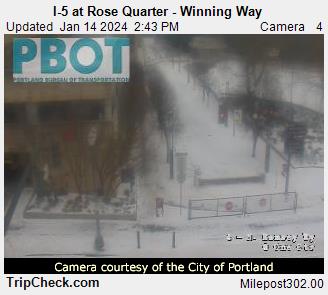 I-5 at Rose Quarter - Winning Way
Updated Jan 14 2024 2:43 PM Camera 4
PBOT
PORTLAND BUREAU OF TRANSPORTATION
Camera courtesy of the City of Portland
TripCheck.com Milepost302.00